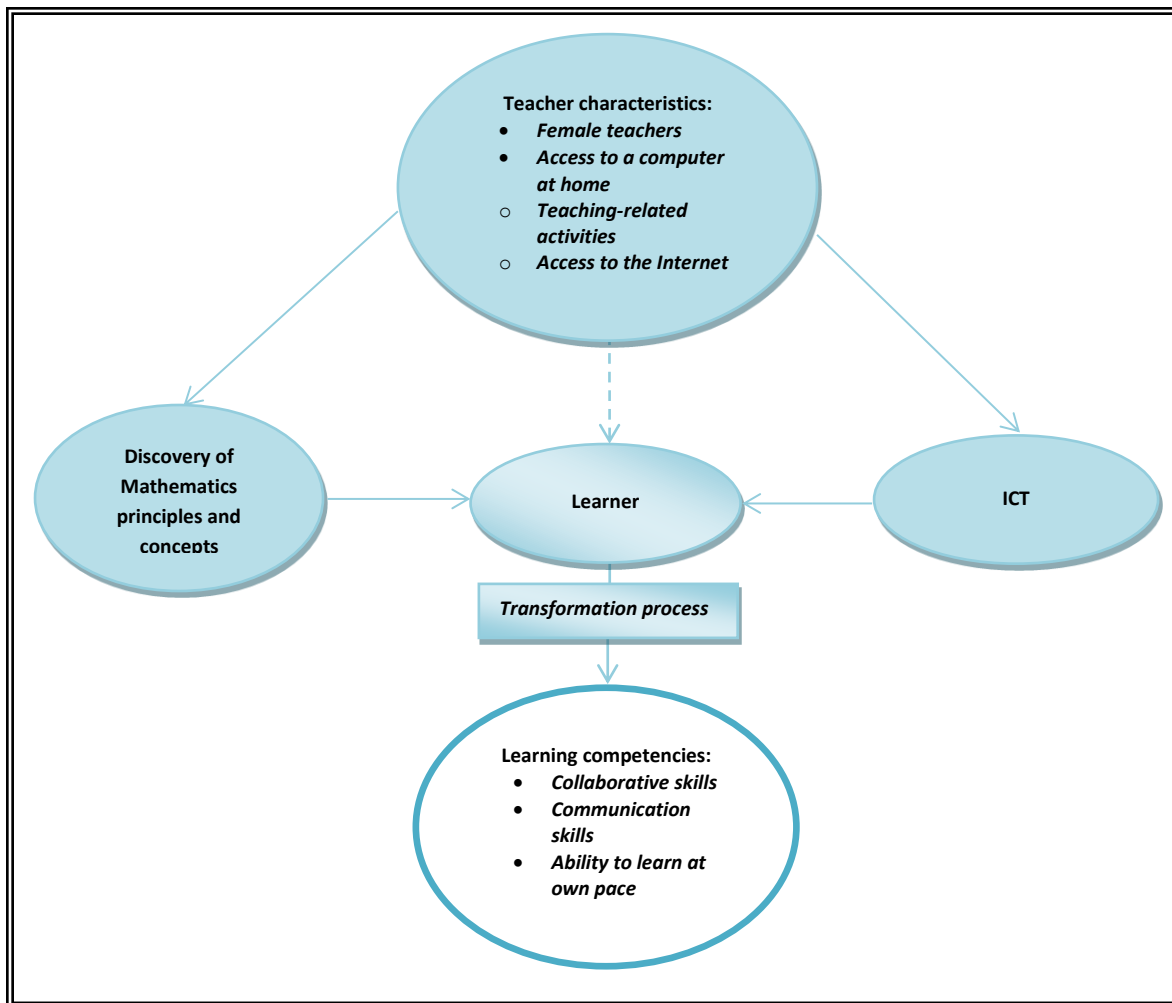 Teacher characteristics:
• Female teachers
• Access to a computer
at home
o Teaching-related
activities
o Access to the Internet
Discovery of
Mathematics
principles and
concepts
Learner
ICT
Transformation process
Learning competencies:
• Collaborative skills
• Communication
skills
• Ability to learn at
own pace